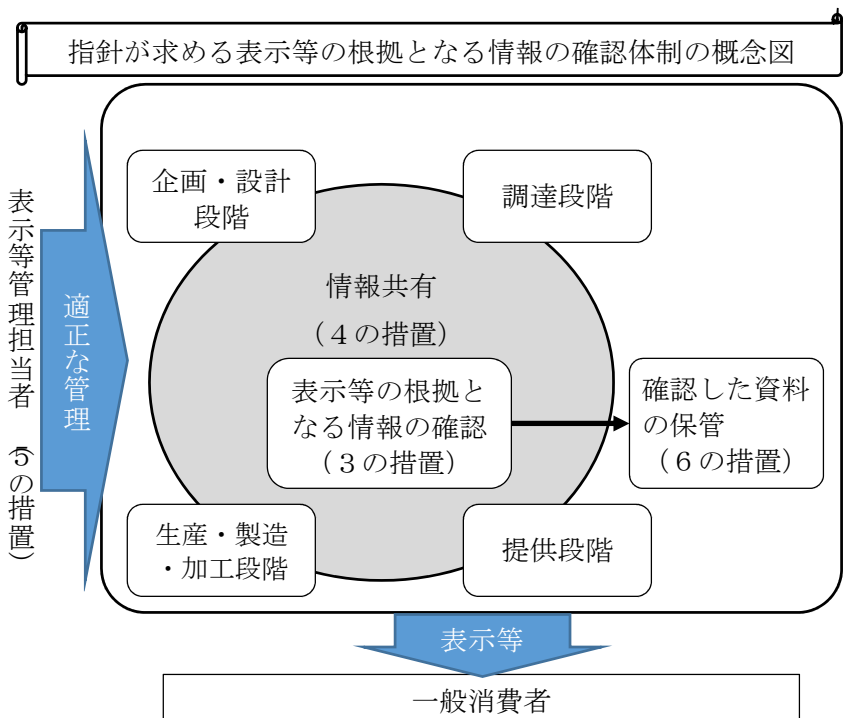 指針が求める表示等の根拠となる情報の確認体制の概念図
表示等管理担当者 (5の措置)
適正な管理
企画・設計
段階
調達段階
情報共有
(4の措置)
表示等の根拠と
なる情報の確認
(3の措置)
確認した資料
の保管
(6の措置)
生産・製造
・加工段階
提供段階
表示等
一般消費者